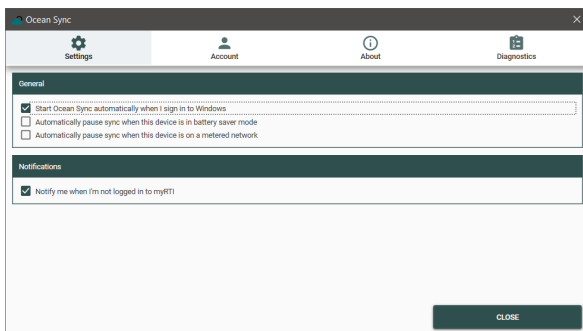 Ocean Sync
Settings
Account
About
Diagnostics
General
Start Ocean Sync automatically when I sign in to Windows
Automatically pause sync when this device is in battery saver mode
Automatically pause sync when this device is on a metered network
Notifications
Notify me when I'm not logged in to myRTI
CLOSE